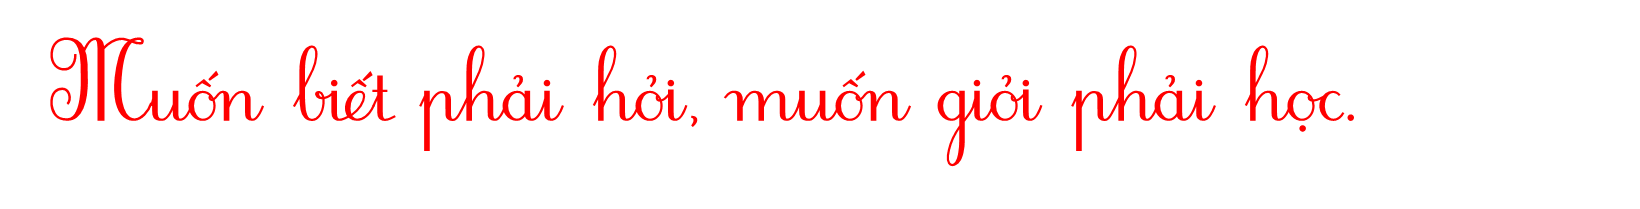 Muốn biết phải hỏi, muốn giỏi phải học.